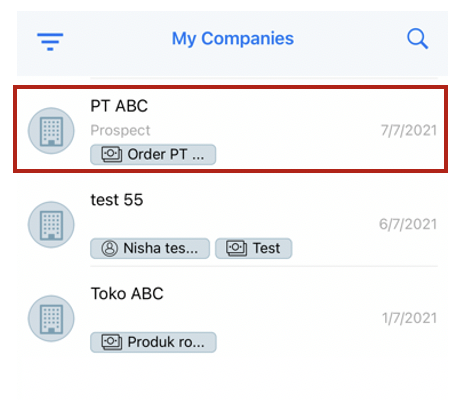 My Companies
PT ABC
Prospect
7/7/2021
Order PT ...
test 55
6/7/2021
Nisha tes...
Test
Toko ABC
1/7/2021
Produk ro...